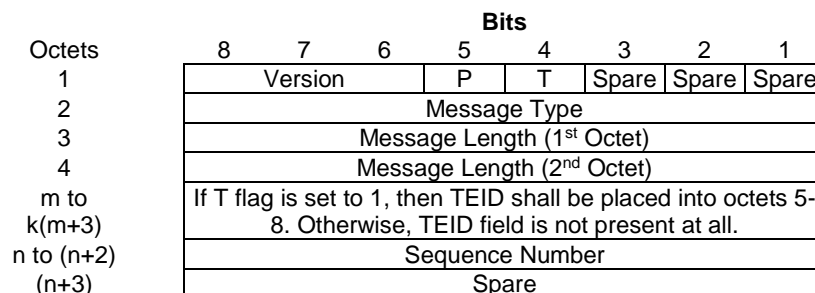 Bits
Octets 8 7 6 5 4 3 2 1
1 Version P T Spare Spare Spare
2 Message Type
3 Message Length (1st Octet)
4 Message Length (2nd Octet)
m to k(m+3) If T flag is set to 1, then TEID shall be placed into octets 5-
8. Otherwise, TEID field is not present at all.
n to (n+2) Sequence Number
(n+3) Spare